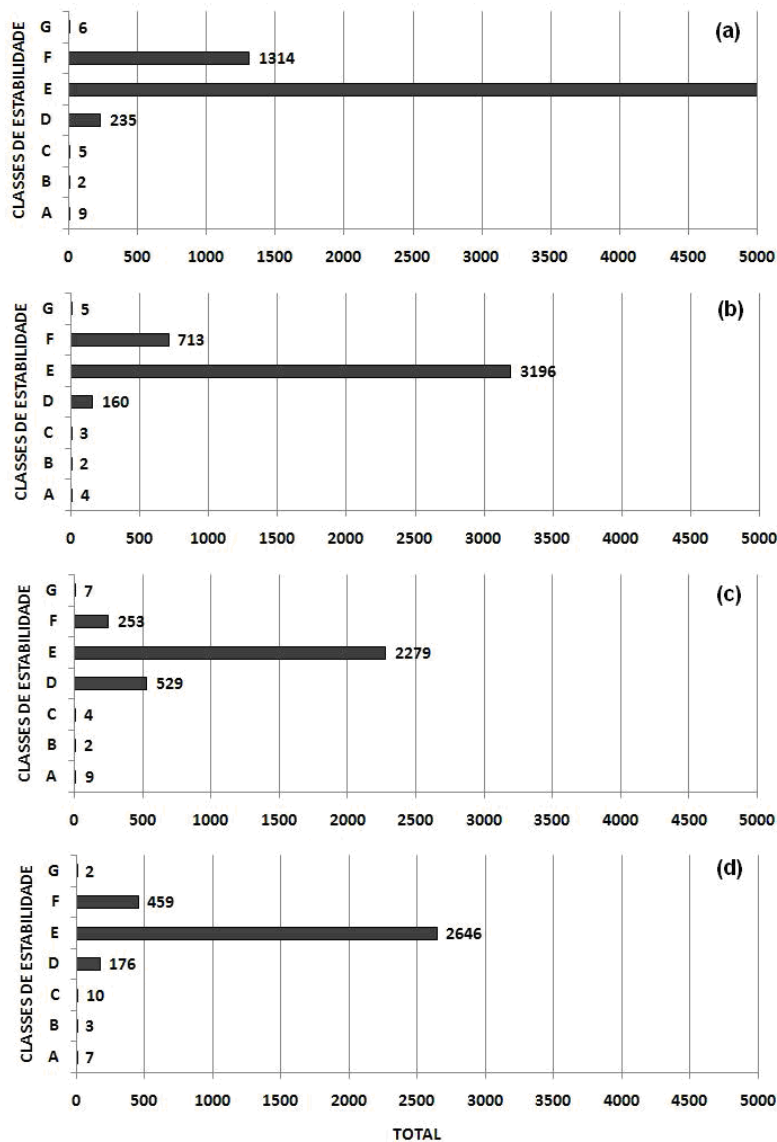 CLASSES DE ESTABILIDADE
(a)
G 6
F 1314
E
D 235
C 5
B 2
A 9
0 500 1000 1500 2000 2500 3000 3500 4000 4500 5000
CLASSES DE ESTABILIDADE
(b)
G 5
F 713
E 3196
D 160
C 3
B 2
A 4
0 500 1000 1500 2000 2500 3000 3500 4000 4500 5000
CLASSES DE ESTABILIDADE
(c)
G 7
F 253
E 2279
D 529
C 4
B 2
A 9
0 500 1000 1500 2000 2500 3000 3500 4000 4500 5000
CLASSES DE ESTABILIDADE
(d)
G 2
F 459
E 2646
D 176
C 10
B 3
A 7
0 500 1000 1500 2000 2500 3000 3500 4000 4500 5000
TOTAL